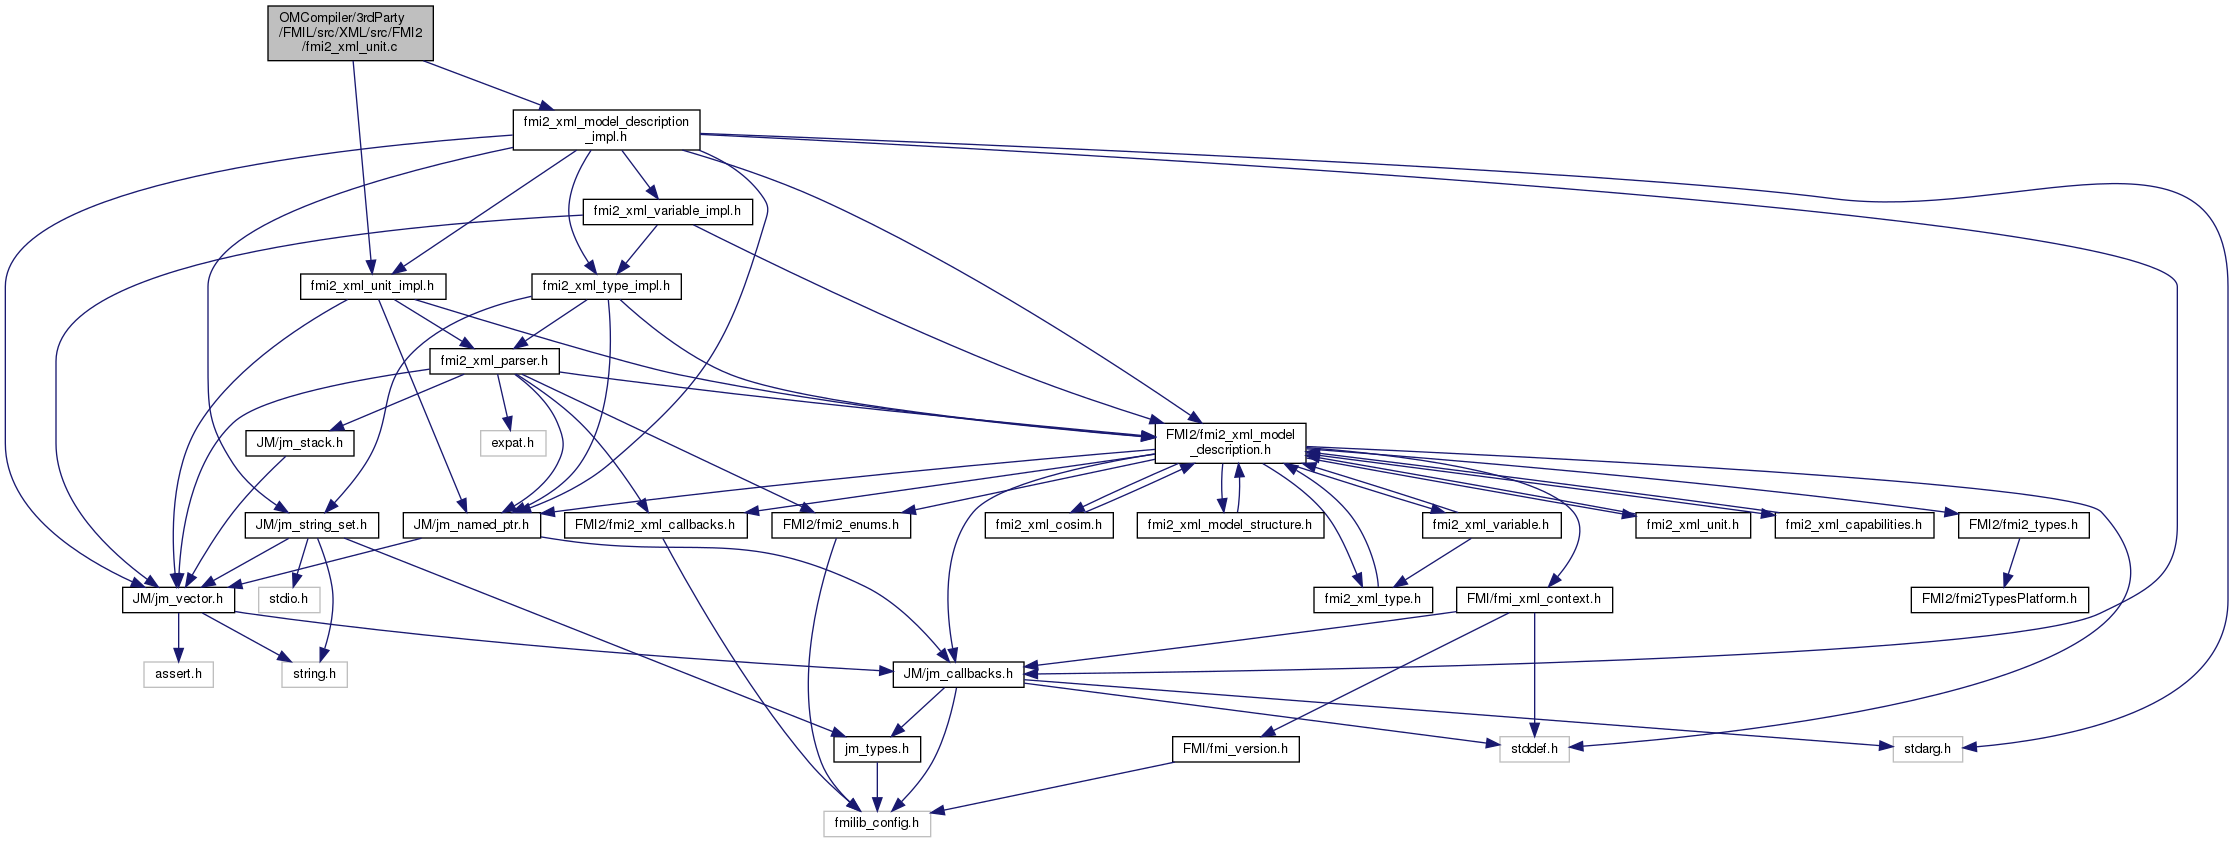 OMCompiler/3rdParty
/FMIL/src/XML/src/FMI2
/fmi2_xml_unit.c
fmi2_xml_model_description
_impl.h
fmi2_xml_variable_impl.h
fmi2_xml_unit_impl.h
fmi2_xml_type_impl.h
fmi2_xml_parser.h
JM/jm_stack.h
expat.h
FMI2/fmi2_xml_model
_description.h
JM/jm_string_set.h
JM/jm_named_ptr.h
FMI2/fmi2_xml_callbacks.h
FMI2/fmi2_enums.h
fmi2_xml_cosim.h
fmi2_xml_model_structure.h
fmi2_xml_variable.h
fmi2_xml_unit.h
fmi2_xml_capabilities.h
FMI2/fmi2_types.h
JM/jm_vector.h
stdio.h
fmi2_xml_type.h
FMI/fmi_xml_context.h
FMI2/fmi2TypesPlatform.h
assert.h
string.h
JM/jm_callbacks.h
jm_types.h
FMI/fmi_version.h
stddef.h
stdarg.h
fmilib_config.h